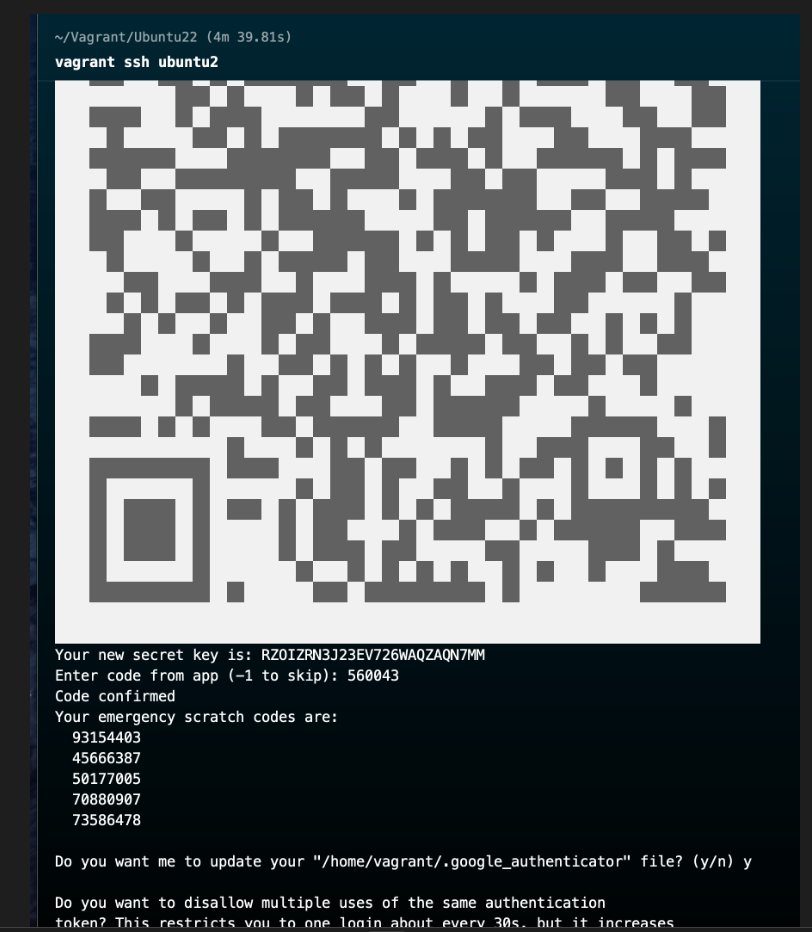 ~/Vagrant/Ubuntu22 (4m 39.81s)
vagrant ssh ubuntu2
Your new secret key is: RZOIZRN3J23EV726WAQZAQN7MM
Enter code from app (-1 to skip): 560043
Code confirmed
Your emergency scratch codes are:
93154403
45666387
50177005
70880907
73586478
Do you want me to update your "/home/vagrant/.google_authenticator" file? (y/n) y
Do you want to disallow multiple uses of the same authentication
token? This restricts you to one login about every 30s, but it increases